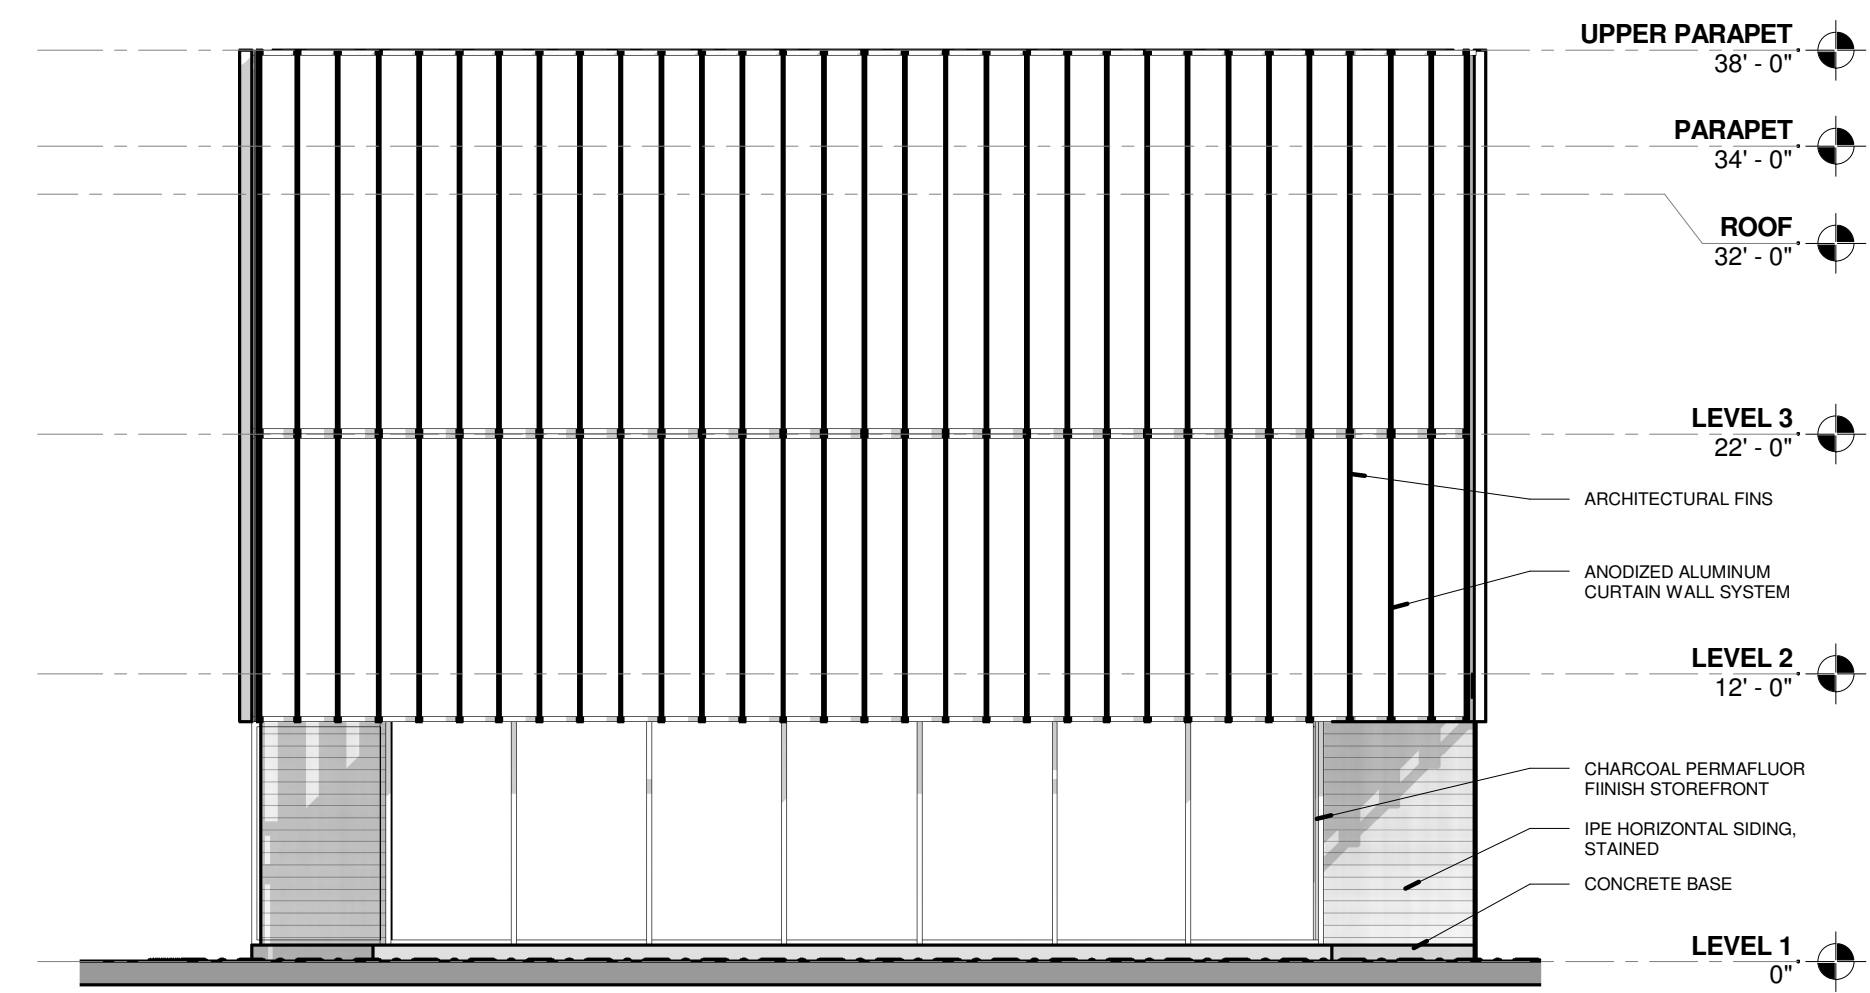 UPPER PARAPET
38' - 0"
PARAPET
34' - 0"
ROOF
32' - 0"
LEVEL 3
22' - 0"
ARCHITECTURAL FINS
ANODIZED ALUMINUM
CURTAIN WALL SYSTEM
LEVEL 2
12' - 0"
CHARCOAL PERMAFLUOR
FIINISH STOREFRONT
IPE HORIZONTAL SIDING,
STAINED
CONCRETE BASE
LEVEL 1
0"